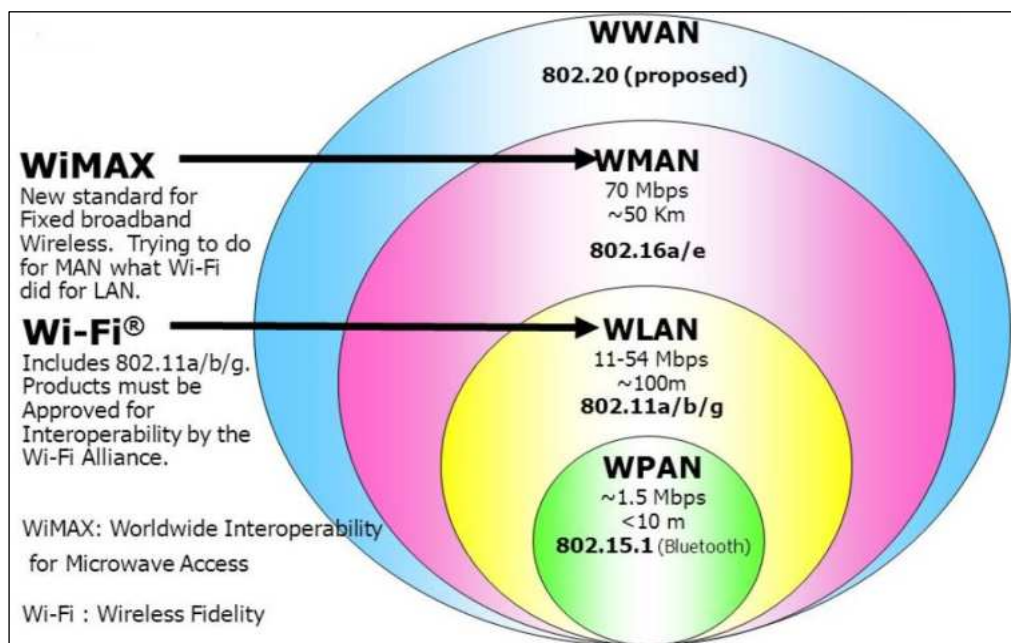 WWAN
802.20 (proposed)
WiMAX
New standard for
Fixed broadband
Wireless. Trying to do
for MAN what Wi-Fi
did for LAN.
WMAN
70 Mbps
~50 Km
802.16a/e
Wi-Fi®
Includes 802.11a/b/g.
Products must be
Approved for
Interoperability by the
Wi-Fi Alliance.
WLAN
11-54 Mbps
~100m
802.11a/b/g
WPAN
~1.5 Mbps
<10 m
802.15.1 (Bluetooth)
WiMAX: Worldwide Interoperability
for Microwave Access
Wi-Fi : Wireless Fidelity